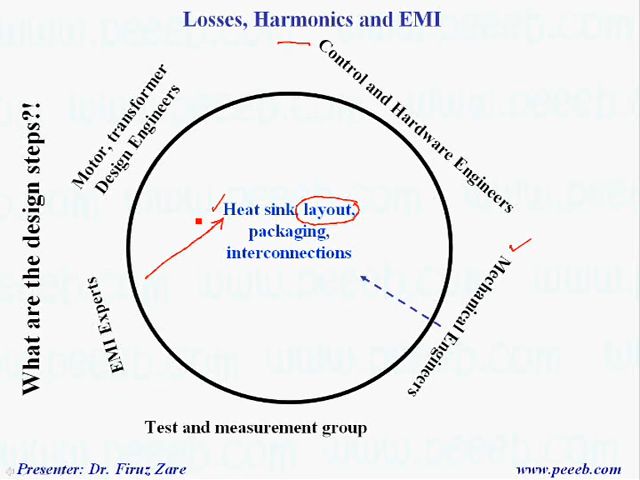 Losses, Harmonics and EMI
Control and Hardware Engineers
Motor, transformer
Design Engineers
What are the design steps?!
Heat sink, layout,
packaging,
interconnections
Mechanical Engineers
EMI Experts
Test and measurement group
Presenter: Dr. Firuz Zare
www.peeeb.com